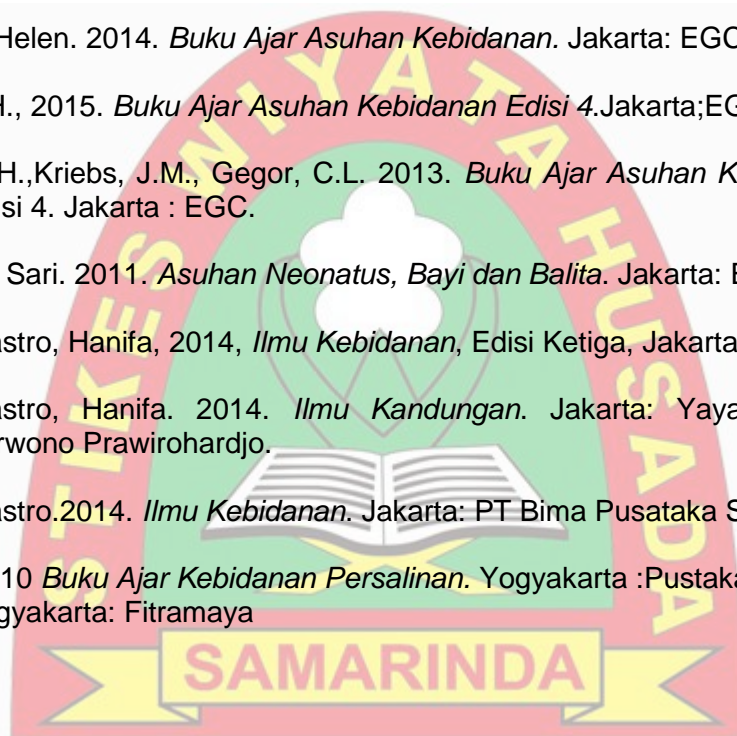 Helen. 2014. Buku Ajar Asuhan Kebidanan. Jakarta: EGC
H., 2015. Buku Ajar Asuhan Kebidanan Edisi 4.Jakarta;EG
H.,Kriebs, J.M., Gegor, C.L. 2013. Buku Ajar Asuhan K
si 4. Jakarta : EGC.
Sari. 2011. Asuhan Neonatus, Bayi dan Balita. Jakarta: E
astro, Hanifa, 2014, Ilmu Kebidanan, Edisi Ketiga, Jakarta
astro, Hanifa. 2014. Ilmu Kandungan. Jakarta: Yaya
rwono Prawirohardjo.
astro.2014. Ilmu Kebidanan. Jakarta: PT Bima Pusataka S
10 Buku Ajar Kebidanan Persalinan. Yogyakarta :Pustaka
gyakarta: Fitramaya
STIKES WIYATA HUSADA
SAMARINDA